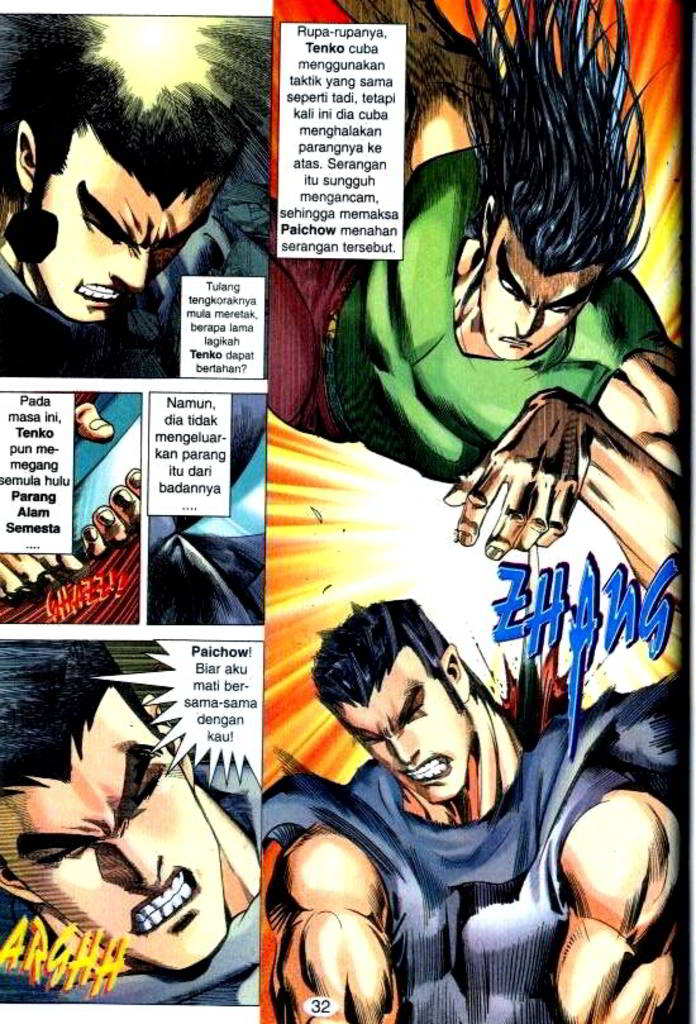 Tulang
tengkoraknya
mula meretak,
berapa lama
lagikah
Tenko dapat
bertahan?
Pada
masa ini,
Tenko
pun me-
megang
semula hulu
Parang
Alam
Semesta
....
Namun,
dia tidak
mengeluar-
kan parang
itu dari
badannya
....
Paichow!
Biar aku
mati ber-
sama-sama
dengan
kau!
ARGHH
Rupa-rupanya,
Tenko cuba
menggunakan
taktik yang sama
seperti tadi, tetapi
kali ini dia cuba
menghalakan
parangnya ke
atas. Serangan
itu sungguh
mengancam,
sehingga memaksa
Paichow menahan
serangan tersebut.
ZHANG
32